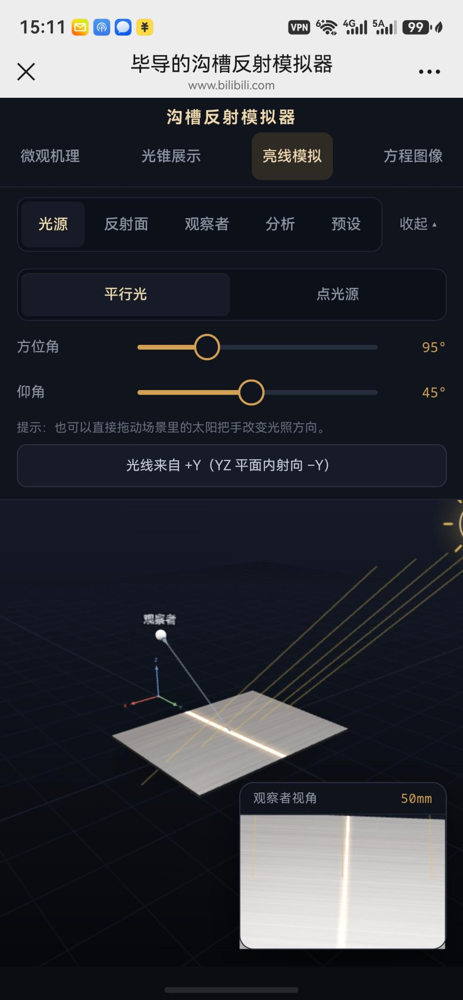 15:11 VPN 6+ 4G 5A 99
毕导的沟槽反射模拟器
www.bilibili.com
沟槽反射模拟器
微观机理 光锥展示 亮线模拟 方程图像
光源 反射面 观察者 分析 预设 收起
平行光 点光源
方位角 95°
仰角 45°
提示：也可以直接拖动场景里的太阳把手改变光照方向。
光线来自 +Y（YZ 平面内射向 −Y）
观察者
Z
X Y
观察者视角 50mm